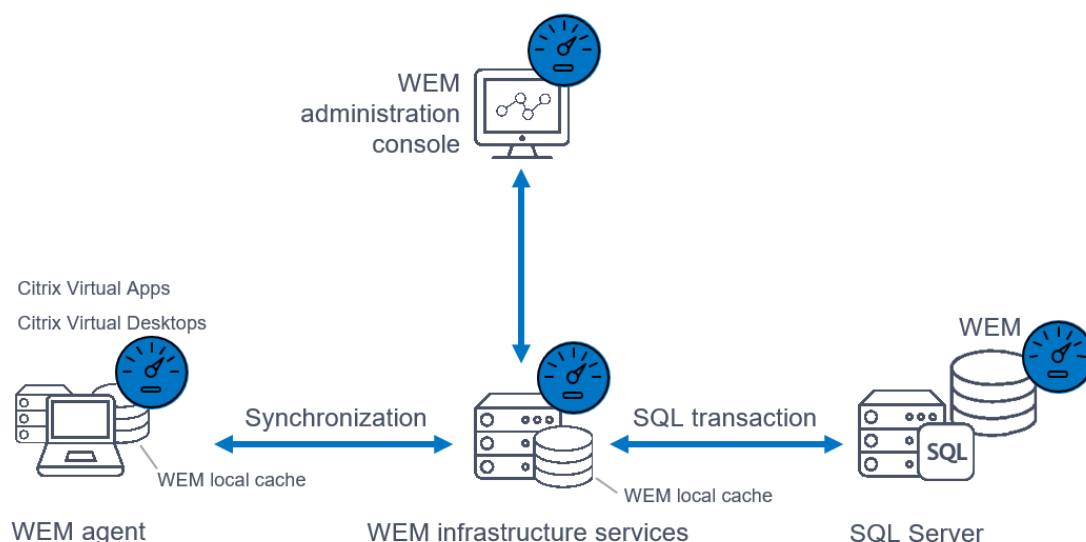 WEM
administration
console
Citrix Virtual Apps
Citrix Virtual Desktops
WEM
Synchronization
SQL transaction
SQL
WEM local cache
WEM local cache
WEM agent
WEM infrastructure services
SQL Server